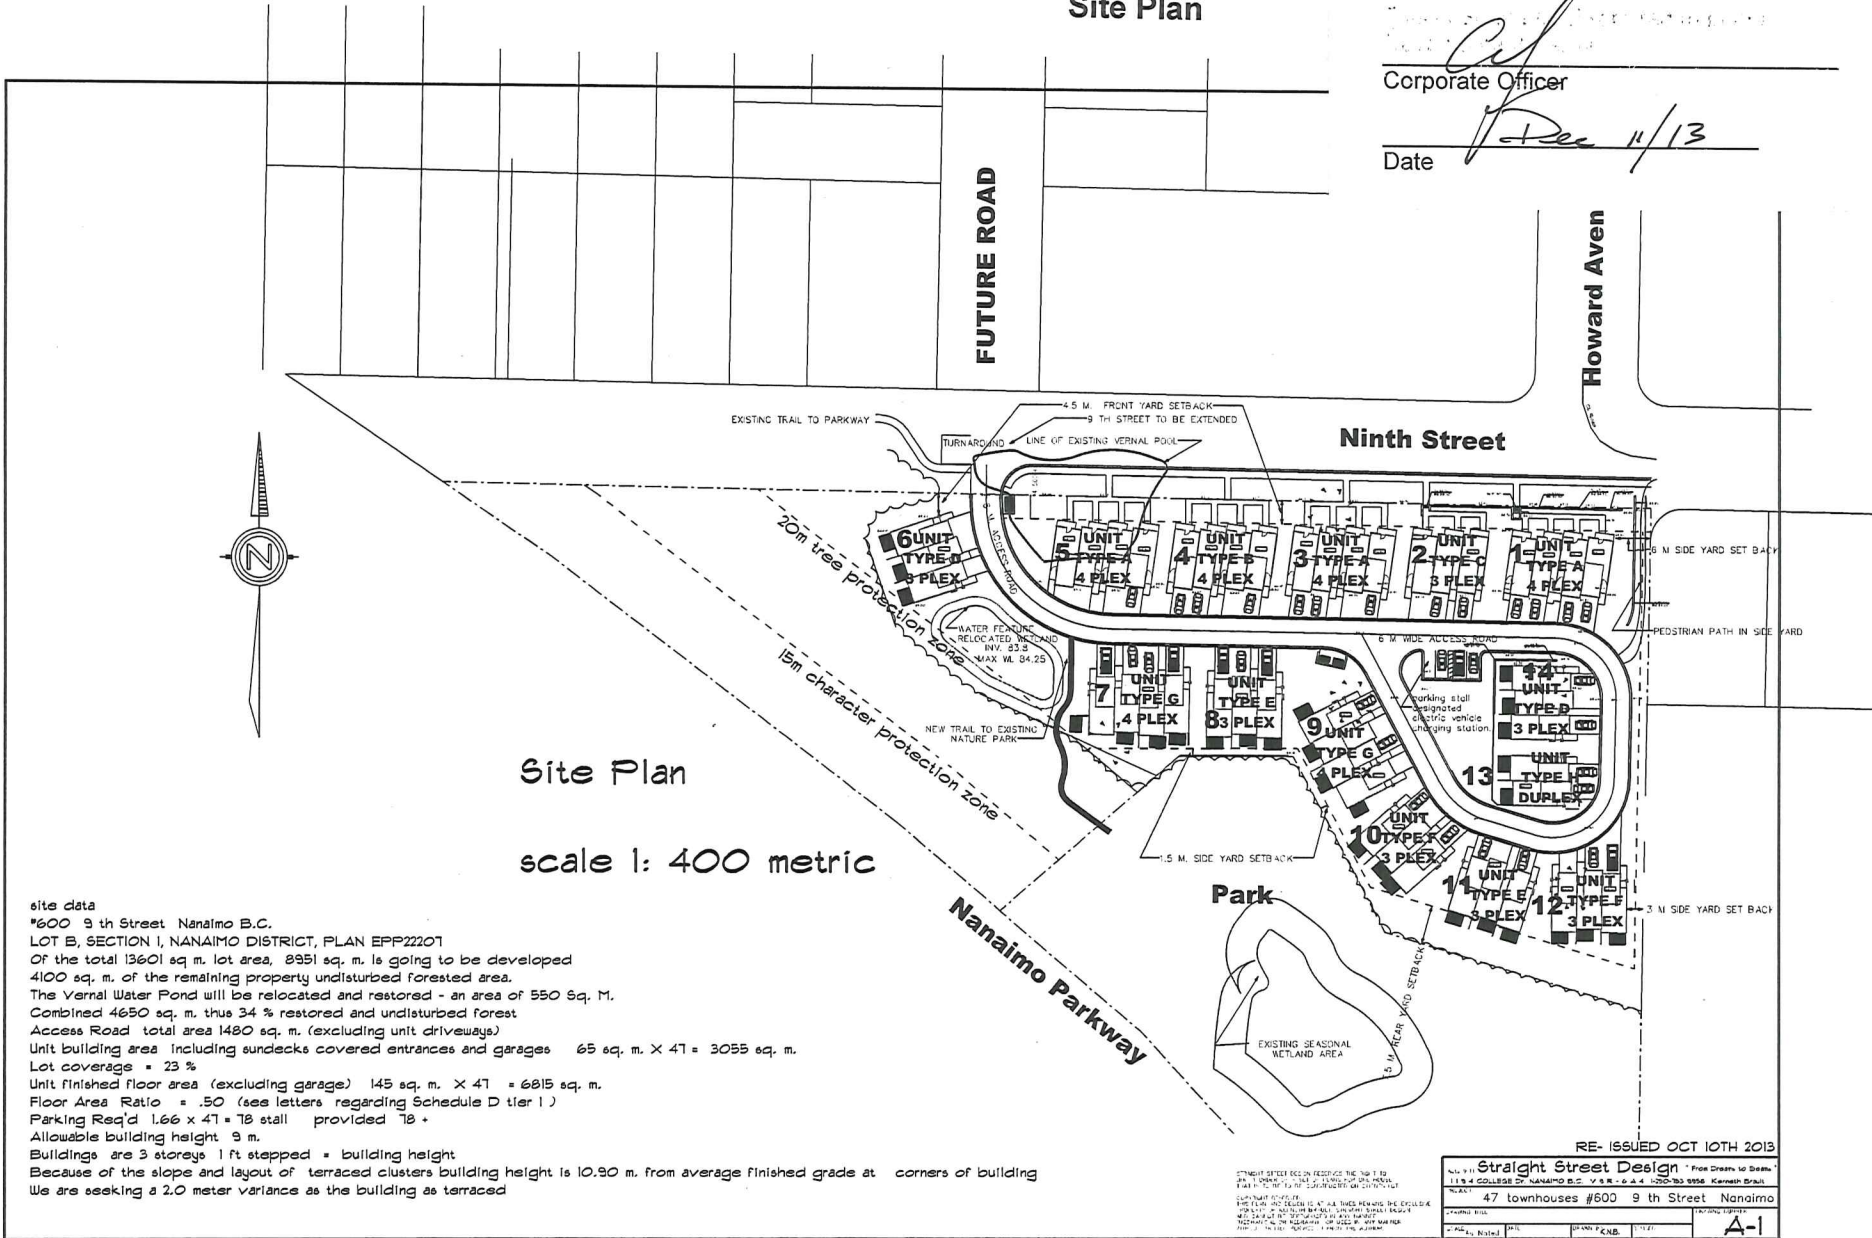 Site Plan
Corporate Officer
Dec 11/13
Date
FUTURE ROAD
Howard Aven
EXISTING TRAIL TO PARKWAY
4.5 M. FRONT YARD SETBACK
9 TH STREET TO BE EXTENDED
TURNAROUND
LINE OF EXISTING VERNAL POOL
Ninth Street
20m tree protection zone
15m character protection zone
6 M. ACCESS ROAD
6 UNIT
TYPE D
3 PLEX
5 UNIT
TYPE A
4 PLEX
4 UNIT
TYPE B
4 PLEX
3 UNIT
TYPE A
4 PLEX
2 UNIT
TYPE C
3 PLEX
1 UNIT
TYPE A
4 PLEX
6 M SIDE YARD SET BACK
PEDSTRIAN PATH IN SIDE YARD
WATER FEATURE
RELOCATED WETLAND
INV. 83.8
MAX WL 84.25
6 M WIDE ACCESS ROAD
7 UNIT
TYPE G
4 PLEX
8 UNIT
TYPE E
3 PLEX
9 UNIT
TYPE G
4 PLEX
parking stall
designated
electric vehicle
charging station
14
UNIT
TYPE D
3 PLEX
13 UNIT
TYPE H
DUPLEX
NEW TRAIL TO EXISTING
NATURE PARK
10 UNIT
TYPE F
3 PLEX
11 UNIT
TYPE E
3 PLEX
12 UNIT
TYPE F
3 PLEX
1.5 M. SIDE YARD SETBACK
3 M SIDE YARD SET BACK
N
Site Plan
scale 1: 400 metric
Park
Nanaimo Parkway
EXISTING SEASONAL
WETLAND AREA
REAR YARD SETBACK
site data
#600 9 th Street Nanaimo B.C.
LOT B, SECTION 1, NANAIMO DISTRICT, PLAN EPP22207
Of the total 13601 sq m. lot area, 8951 sq. m. is going to be developed
4100 sq. m. of the remaining property undisturbed forested area.
The Vernal Water Pond will be relocated and restored - an area of 550 Sq. M.
Combined 4650 sq. m. thus 34 % restored and undisturbed forest
Access Road total area 1480 sq. m. (excluding unit driveways)
Unit building area including sundecks covered entrances and garages 65 sq. m. X 47 = 3055 sq. m.
Lot coverage = 23 %
Unit finished floor area (excluding garage) 145 sq. m. X 47 = 6815 sq. m.
Floor Area Ratio = .50 (see letters regarding Schedule D tier 1 )
Parking Req'd 1.66 x 47 = 78 stall provided 78 +
Allowable building height 9 m.
Buildings are 3 storeys 1 ft stepped = building height
Because of the slope and layout of terraced clusters building height is 10.90 m. from average finished grade at corners of building
We are seeking a 2.0 meter variance as the building as terraced
RE- ISSUED OCT 10TH 2013
Straight Street Design "From Dream to Deam"
47 townhouses #600 9 th Street Nanaimo
As Noted
K.N.B.
A-1